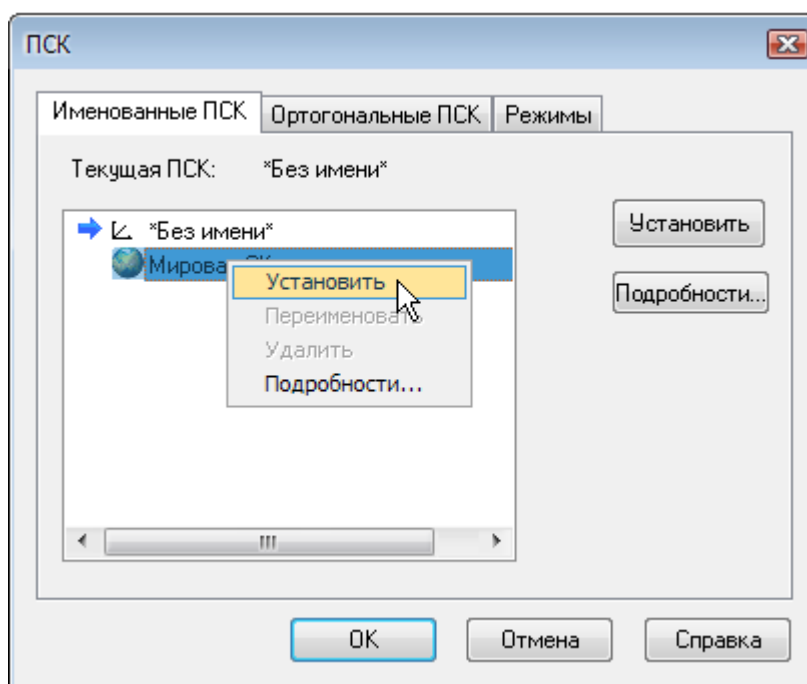 ПСК
Именованные ПСК Ортогональные ПСК Режимы
Текущая ПСК: *Без имени*
*Без имени*
Установить
Установить
Переименовать
Подробности...
Удалить
Подробности...
OK Отмена Справка